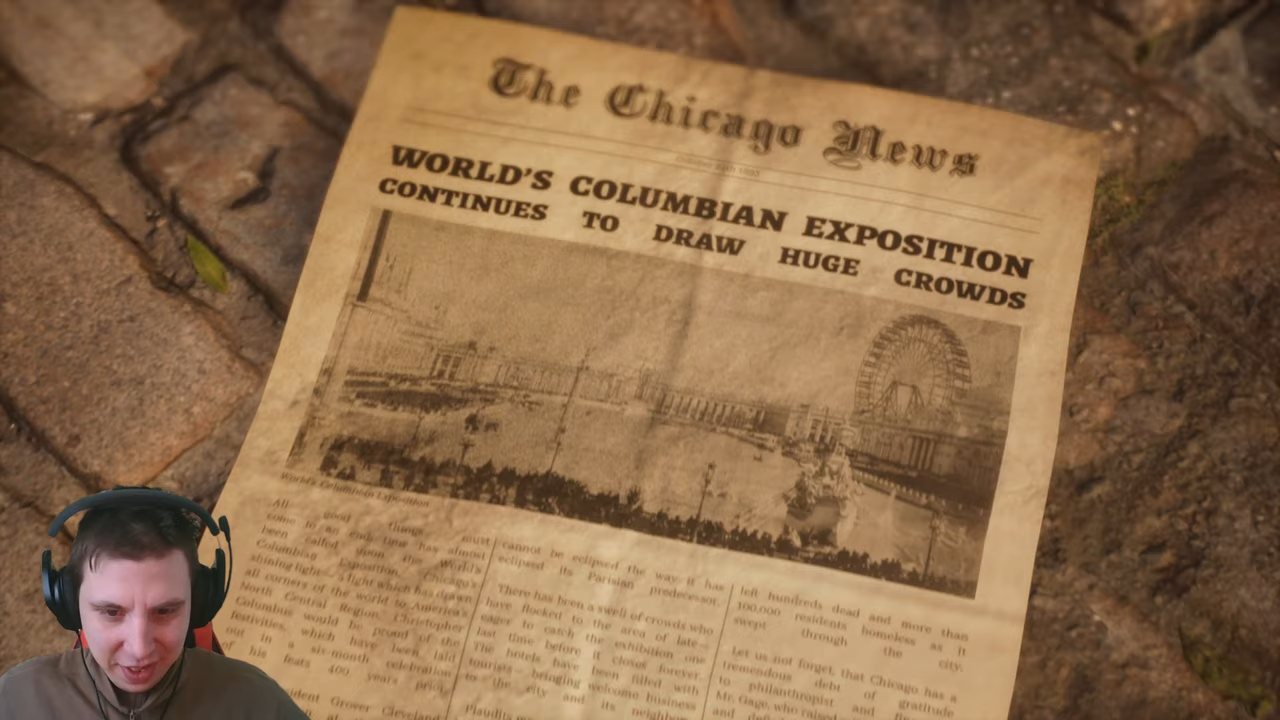 The Chicago News
WORLD'S COLUMBIAN EXPOSITION
CONTINUES TO DRAW HUGE CROWDS
World's Columbian Exposition
All good things must
come to an end; time has almost
been called upon the World's
Columbian Exposition, Chicago's
shining light—a light which has drawn
all corners of the world to America's
North Central Region. Christopher
Columbus would be proud of the
festivities, which have been laid
out in a six-month celebration
his feats 400 years prior.
Grover Cleveland
cannot be eclipsed the way it has
eclipsed its Parisian predecessor.
There has been a swell of crowds who
have flocked to the area of late—
eager to catch the exhibition one
last time before it closes forever.
The hotels have been filled with
tourists—bringing welcome business
to the city and its
Plaudits
left hundreds dead and more than
100,000 residents homeless as it
swept through the city.
Let us not forget, that Chicago has a
tremendous debt of gratitude
to philanthropist and
Mr. Gage, who raised